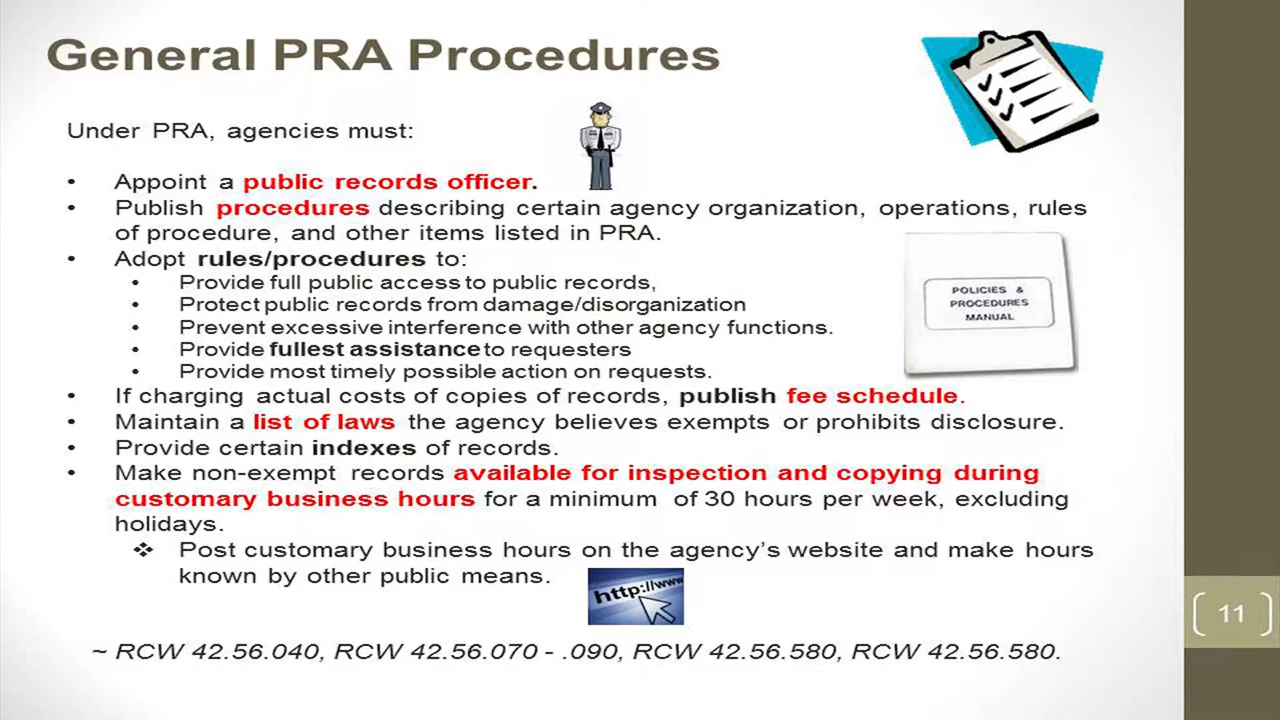 General PRA Procedures
Under PRA, agencies must:
• Appoint a public records officer.
• Publish procedures describing certain agency organization, operations, rules
of procedure, and other items listed in PRA.
• Adopt rules/procedures to:
• Provide full public access to public records,
• Protect public records from damage/disorganization
• Prevent excessive interference with other agency functions.
• Provide fullest assistance to requesters
• Provide most timely possible action on requests.
POLICIES &
PROCEDURES
MANUAL
• If charging actual costs of copies of records, publish fee schedule.
• Maintain a list of laws the agency believes exempts or prohibits disclosure.
• Provide certain indexes of records.
• Make non-exempt records available for inspection and copying during
customary business hours for a minimum of 30 hours per week, excluding
holidays.
❖ Post customary business hours on the agency's website and make hours
known by other public means.
http://www
~ RCW 42.56.040, RCW 42.56.070 - .090, RCW 42.56.580, RCW 42.56.580.
11